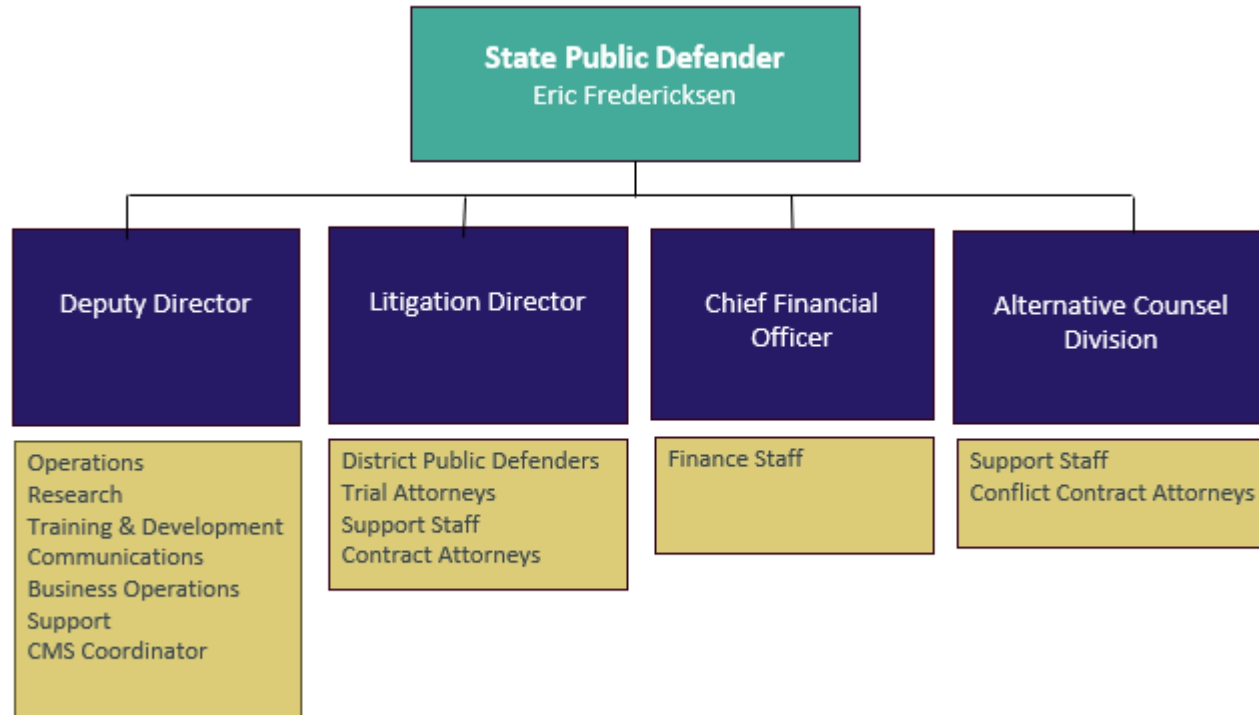 State Public Defender
Eric Fredericksen
Deputy Director
Operations
Research
Training & Development
Communications
Business Operations
Support
CMS Coordinator
Litigation Director
District Public Defenders
Trial Attorneys
Support Staff
Contract Attorneys
Chief Financial
Officer
Finance Staff
Alternative Counsel
Division
Support Staff
Conflict Contract Attorneys